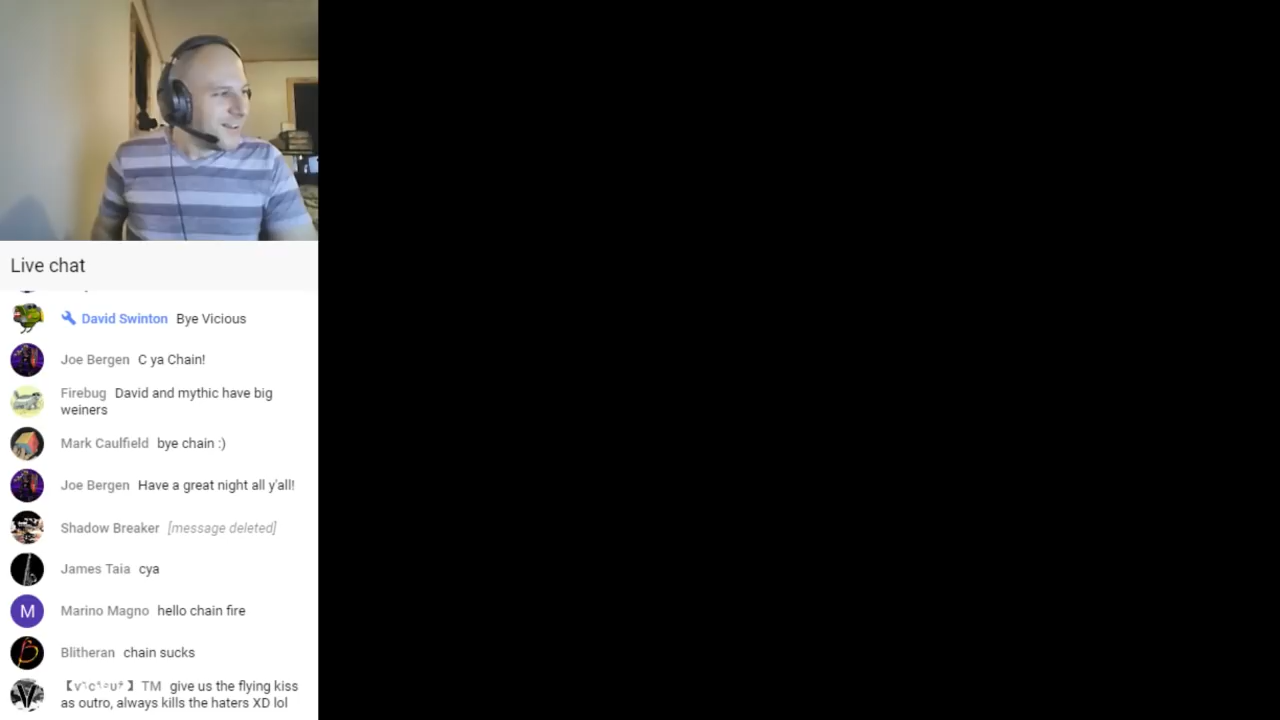 Live chat
David Swinton Bye Vicious
Joe Bergen C ya Chain!
Firebug David and mythic have big
weiners
Mark Caulfield bye chain :)
Joe Bergen Have a great night all y'all!
Shadow Breaker [message deleted]
James Taia cya
M Marino Magno hello chain fire
Blitheran chain sucks
TM give us the flying kiss
as outro, always kills the haters XD lol